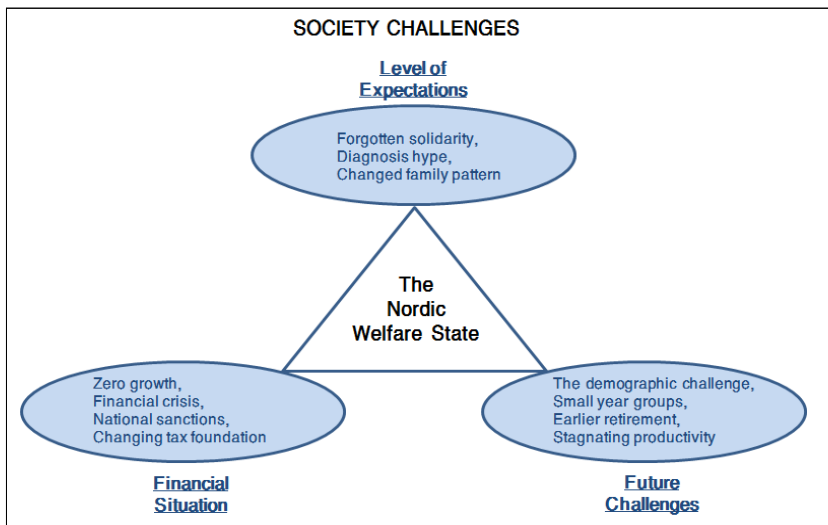 SOCIETY CHALLENGES
Level of
Expectations
Forgotten solidarity,
Diagnosis hype,
Changed family pattern
The
Nordic
Welfare State
Zero growth,
Financial crisis,
National sanctions,
Changing tax foundation
Financial
Situation
The demographic challenge,
Small year groups,
Earlier retirement,
Stagnating productivity
Future
Challenges